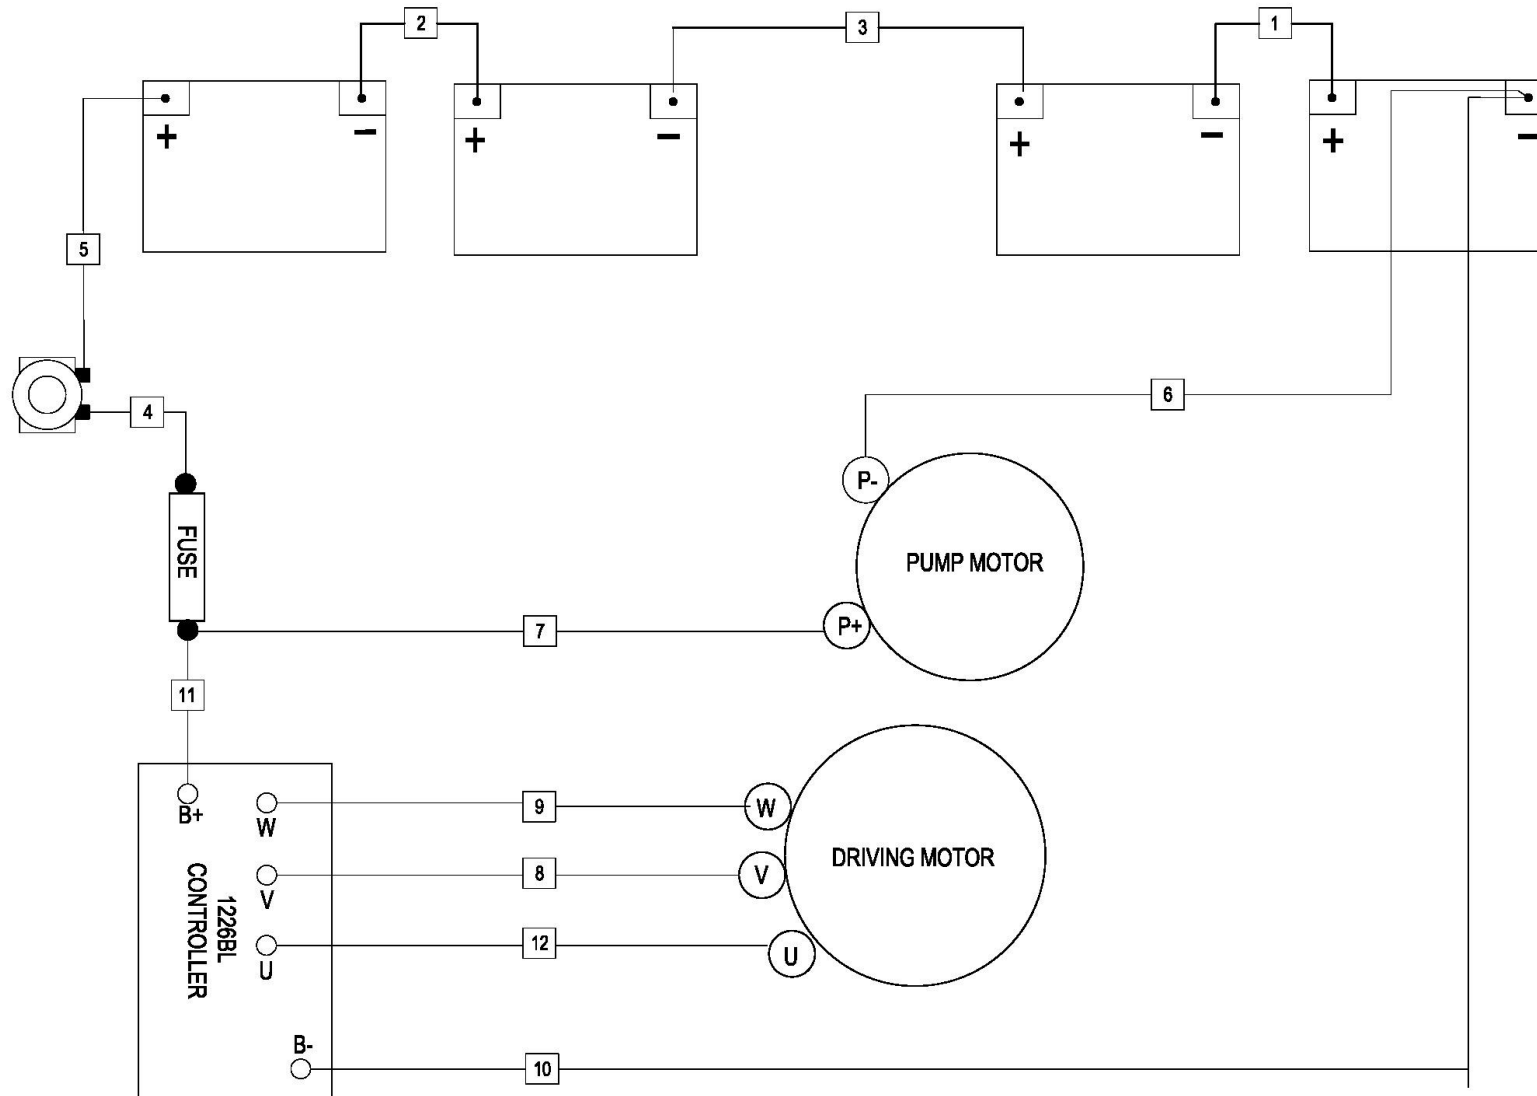 2
3
1
+
−
+
−
+
−
+
−
5
6
4
P-
FUSE
PUMP MOTOR
P+
7
11
B+
W
9
W
DRIVING MOTOR
V
8
V
1226BL
CONTROLLER
U
12
U
B-
10